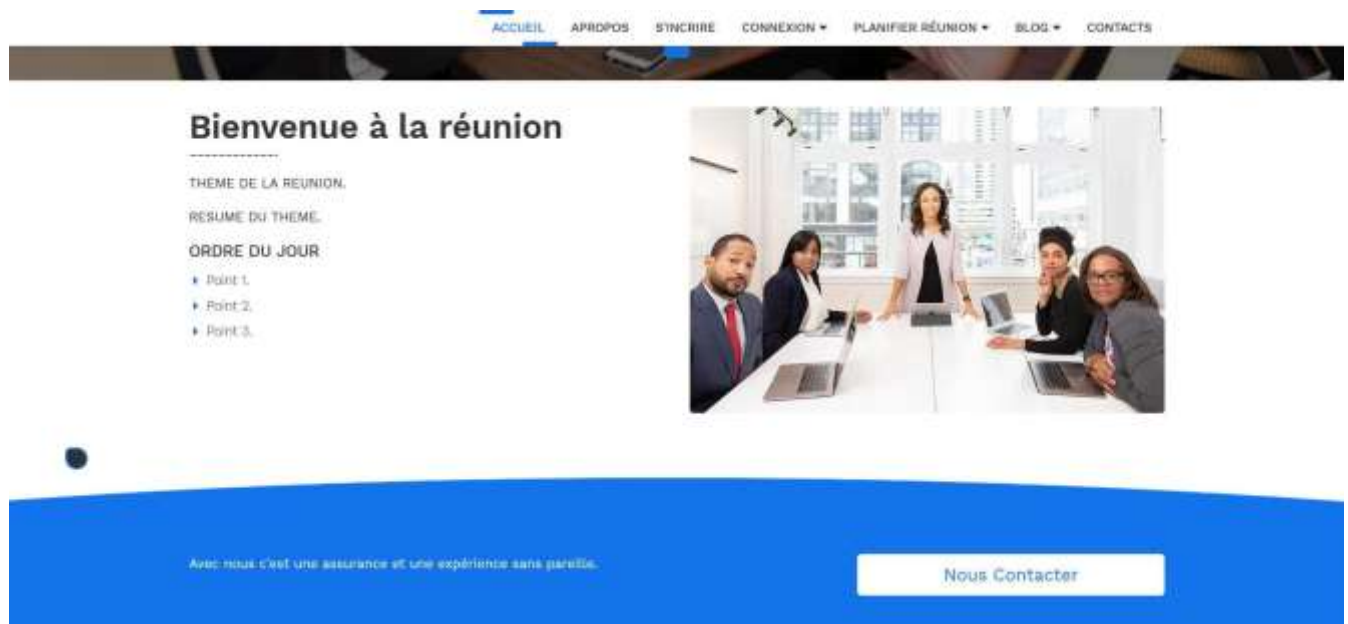 ACCUEIL APROPOS S'INCRIRE CONNEXION PLANIFIER RÉUNION BLOG CONTACTS
Bienvenue à la réunion
THEME DE LA REUNION.
RESUME DU THEME.
ORDRE DU JOUR
Point 1.
Point 2.
Point 3.
Avec nous c'est une assurance et une expérience sans pareille.
Nous Contacter